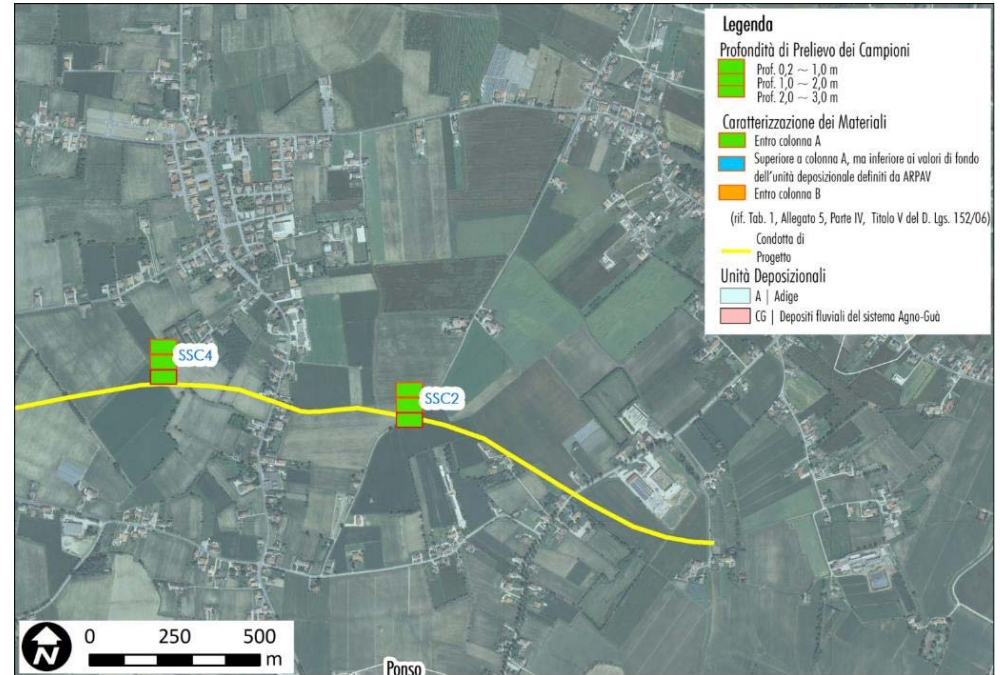 Legenda
Profondità di Prelievo dei Campioni
Prof. 0,2 ~ 1,0 m
Prof. 1,0 ~ 2,0 m
Prof. 2,0 ~ 3,0 m
Caratterizzazione dei Materiali
Entro colonna A
Superiore a colonna A, ma inferiore ai valori di fondo
dell'unità deposizionale definiti da ARPAV
Entro colonna B
(rif. Tab. 1, Allegato 5, Parte IV, Titolo V del D. Lgs. 152/06)
Condotta di
Progetto
Unità Deposizionali
A | Adige
CG | Depositi fluviali del sistema Agno-Guà
SSC4
SSC2
N
0 250 500
m
Ponso